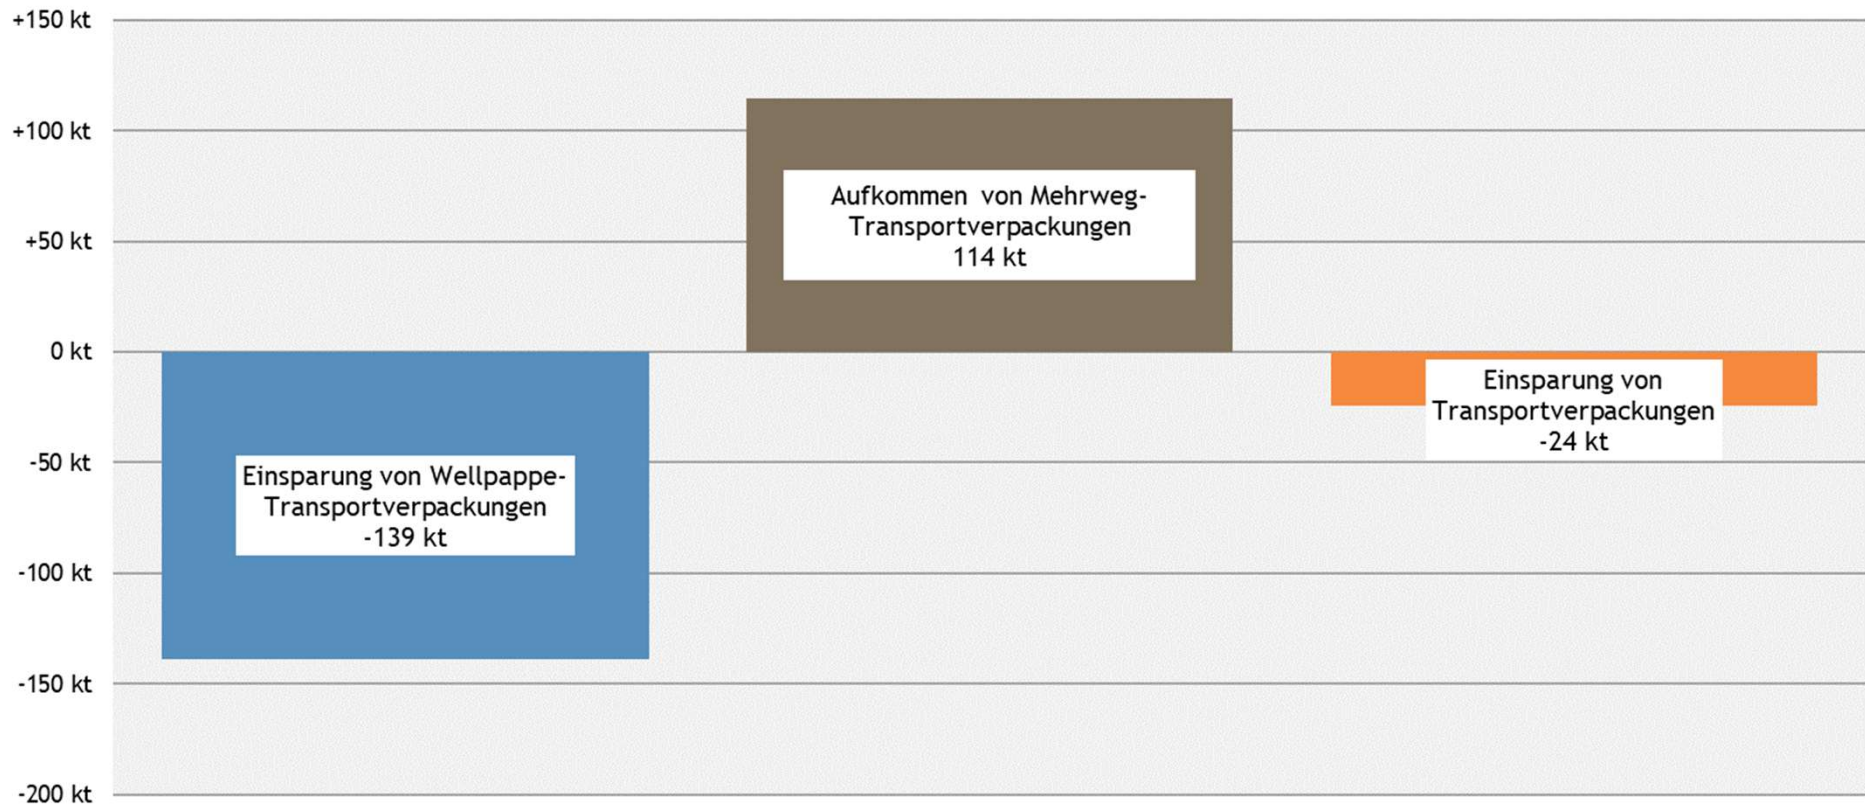 +150 kt
+100 kt
+50 kt
0 kt
-50 kt
-100 kt
-150 kt
-200 kt
Einsparung von Wellpappe-
Transportverpackungen
-139 kt
Aufkommen von Mehrweg-
Transportverpackungen
114 kt
Einsparung von
Transportverpackungen
-24 kt